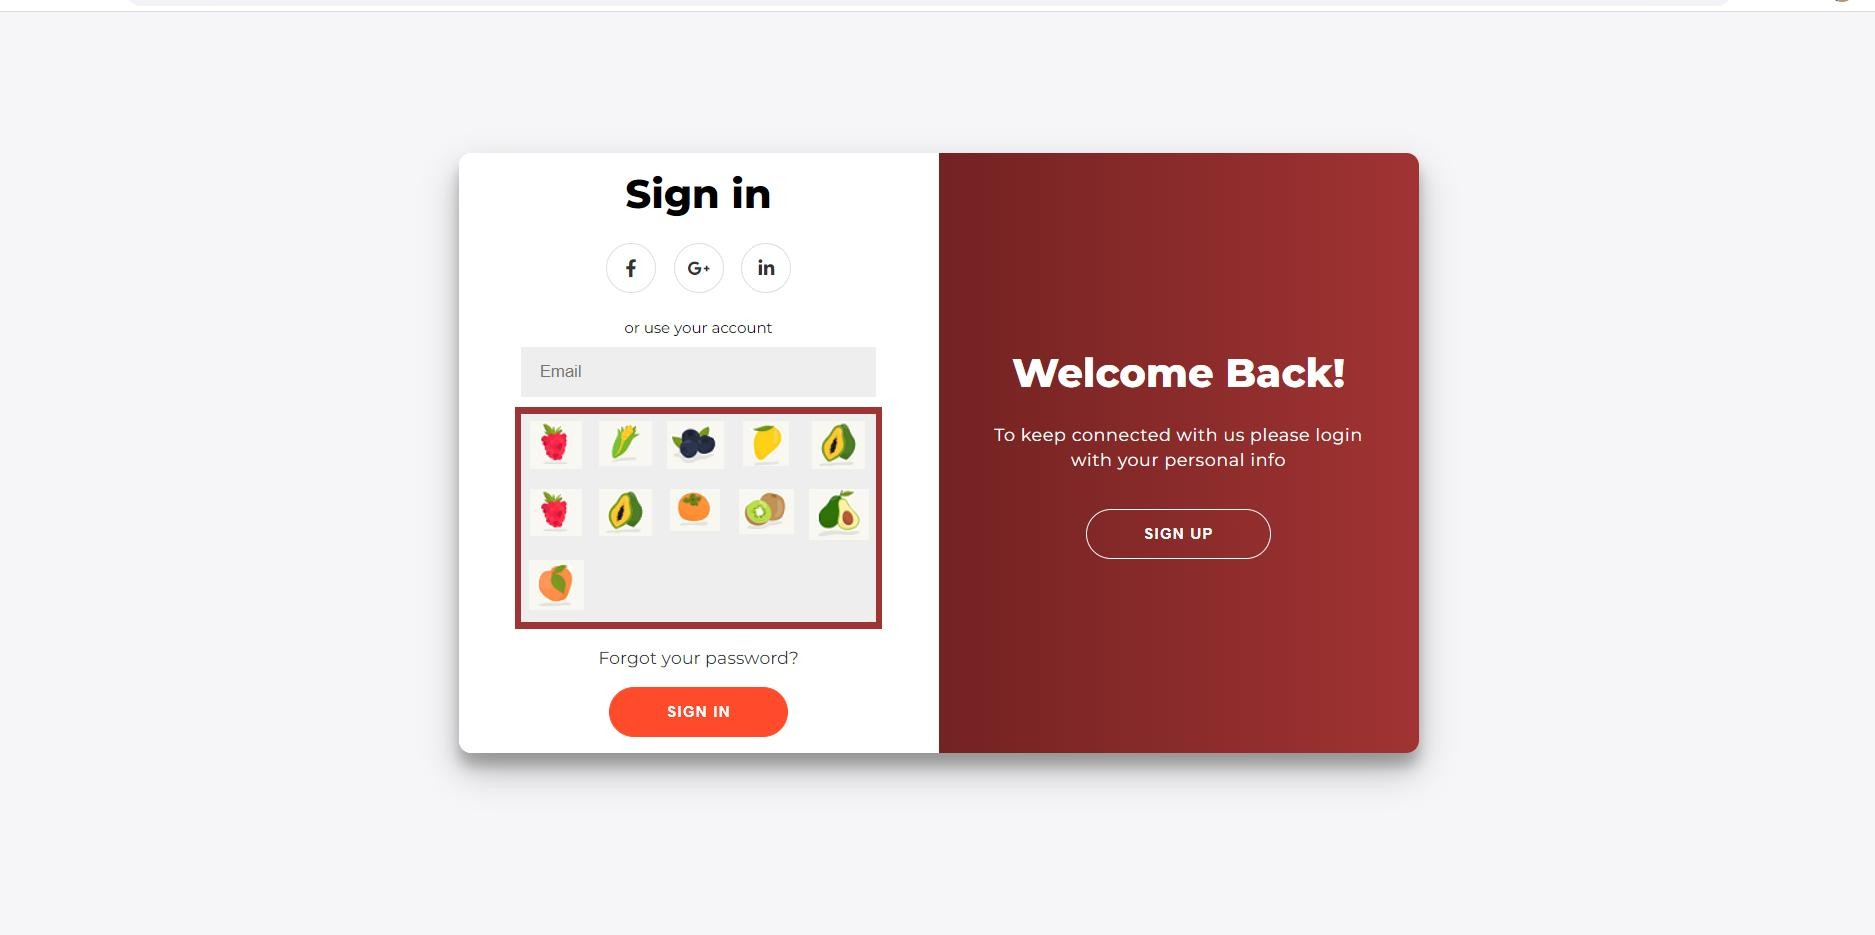 Sign in
f G+ in
or use your account
Email
Forgot your password?
SIGN IN
Welcome Back!
To keep connected with us please login
with your personal info
SIGN UP